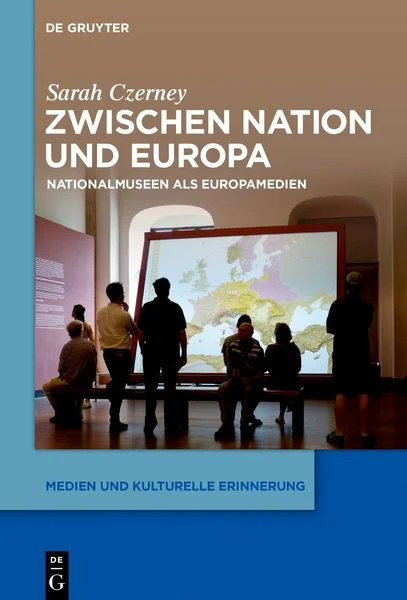 DE GRUYTER
Sarah Czerney
ZWISCHEN NATION
UND EUROPA
NATIONALMUSEEN ALS EUROPAMEDIEN
MEDIEN UND KULTURELLE ERINNERUNG
DE
G